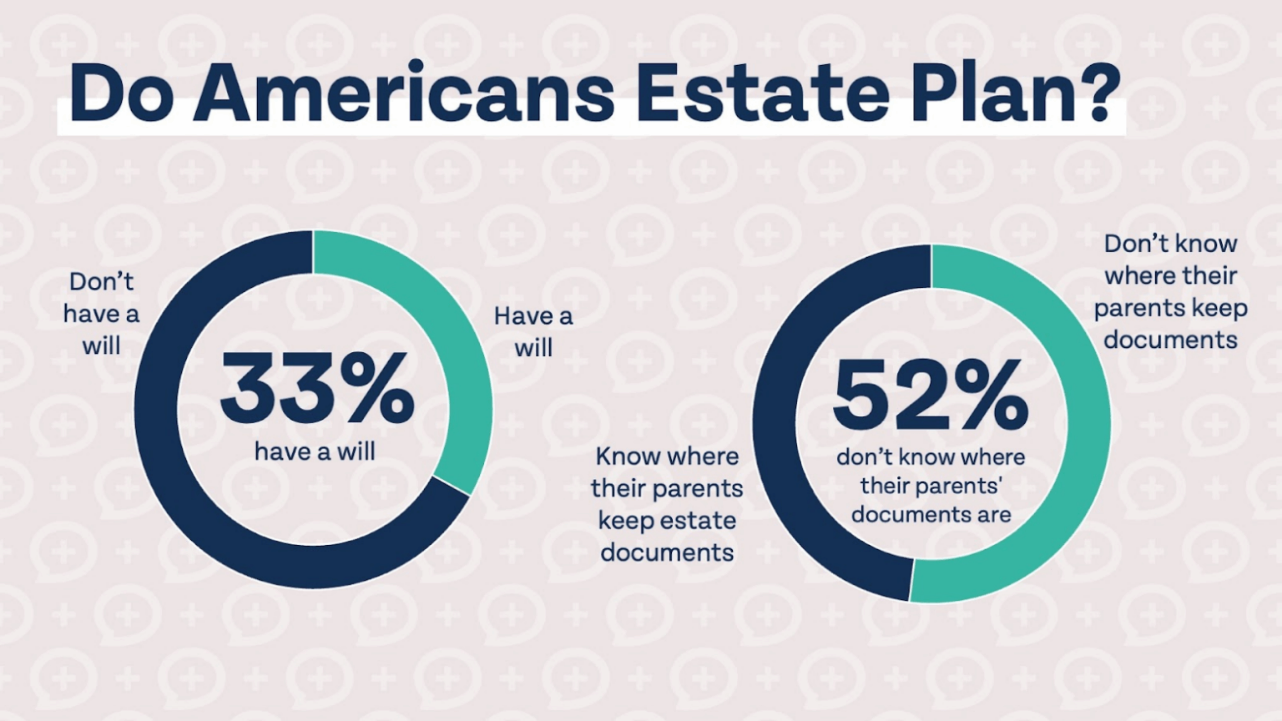 Do Americans Estate Plan?
Don’t
have a
will
33%
have a will
Have a
will
Know where
their parents
keep estate
documents
52%
don’t know where
their parents'
documents are
Don’t know
where their
parents keep
documents